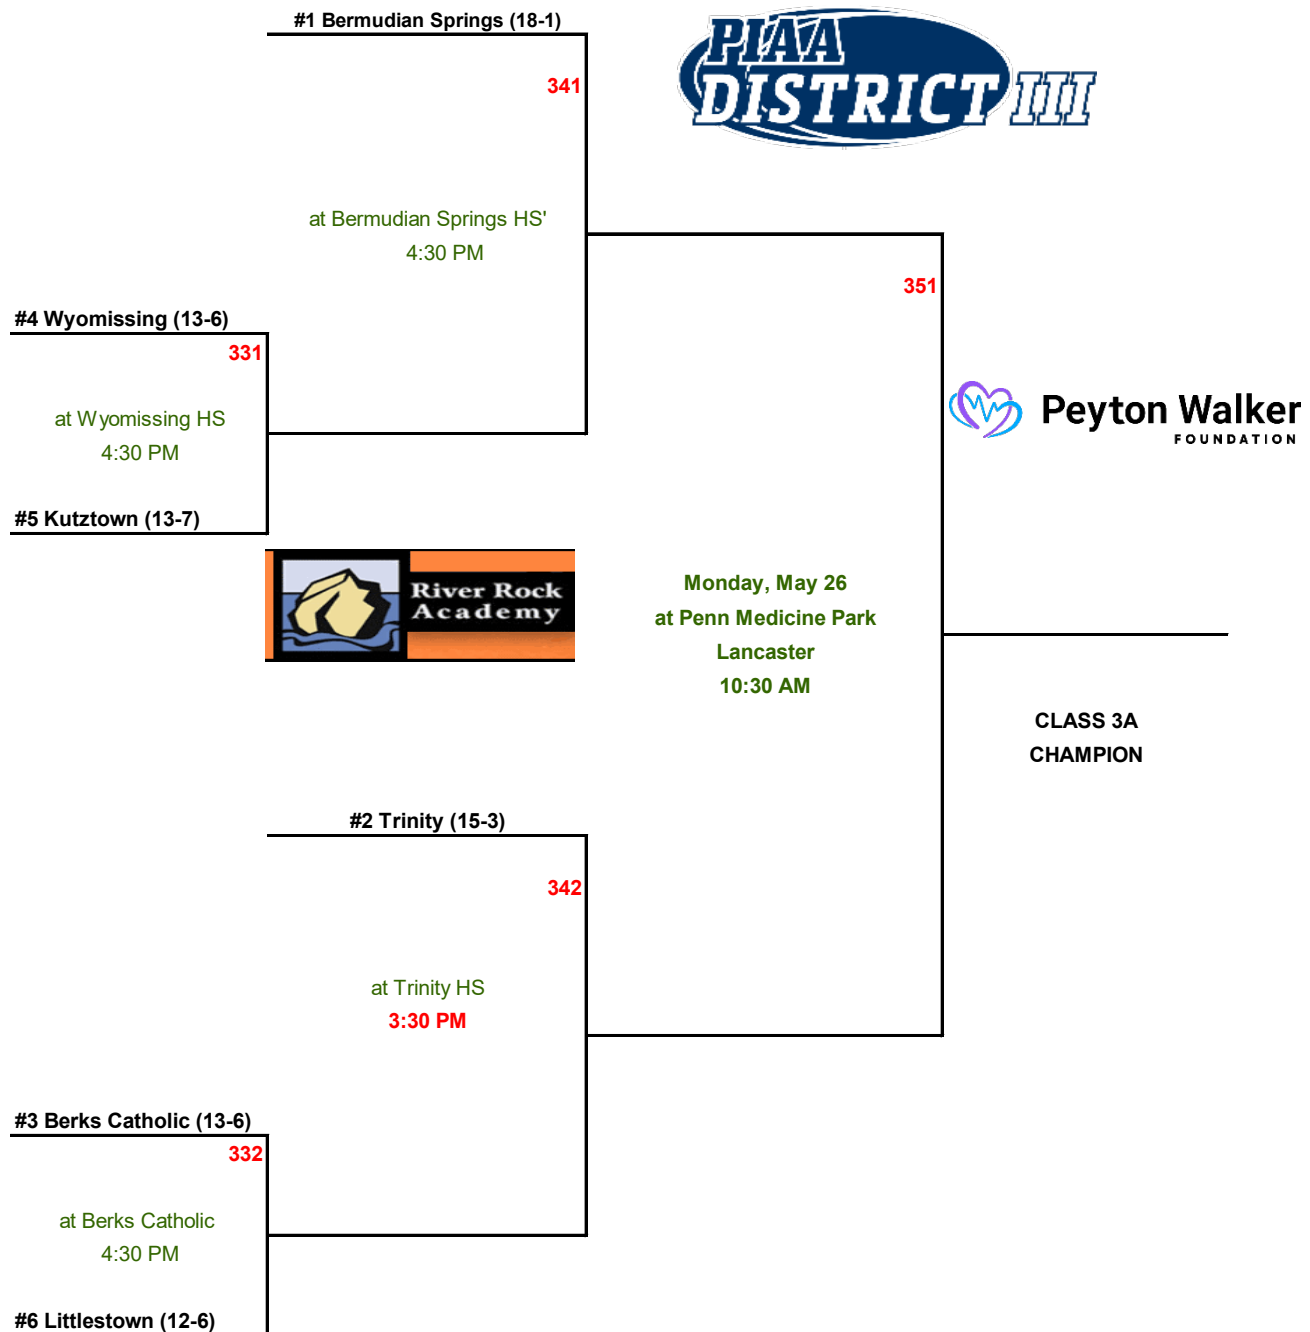 #1 Bermudian Springs (18-1)
PIAA
DISTRICT III
341
at Bermudian Springs HS'
4:30 PM
351
#4 Wyomissing (13-6)
331
at Wyomissing HS
4:30 PM
Peyton Walker
FOUNDATION
#5 Kutztown (13-7)
River Rock
Academy
Monday, May 26
at Penn Medicine Park
Lancaster
10:30 AM
CLASS 3A
CHAMPION
#2 Trinity (15-3)
342
at Trinity HS
3:30 PM
#3 Berks Catholic (13-6)
332
at Berks Catholic
4:30 PM
#6 Littlestown (12-6)